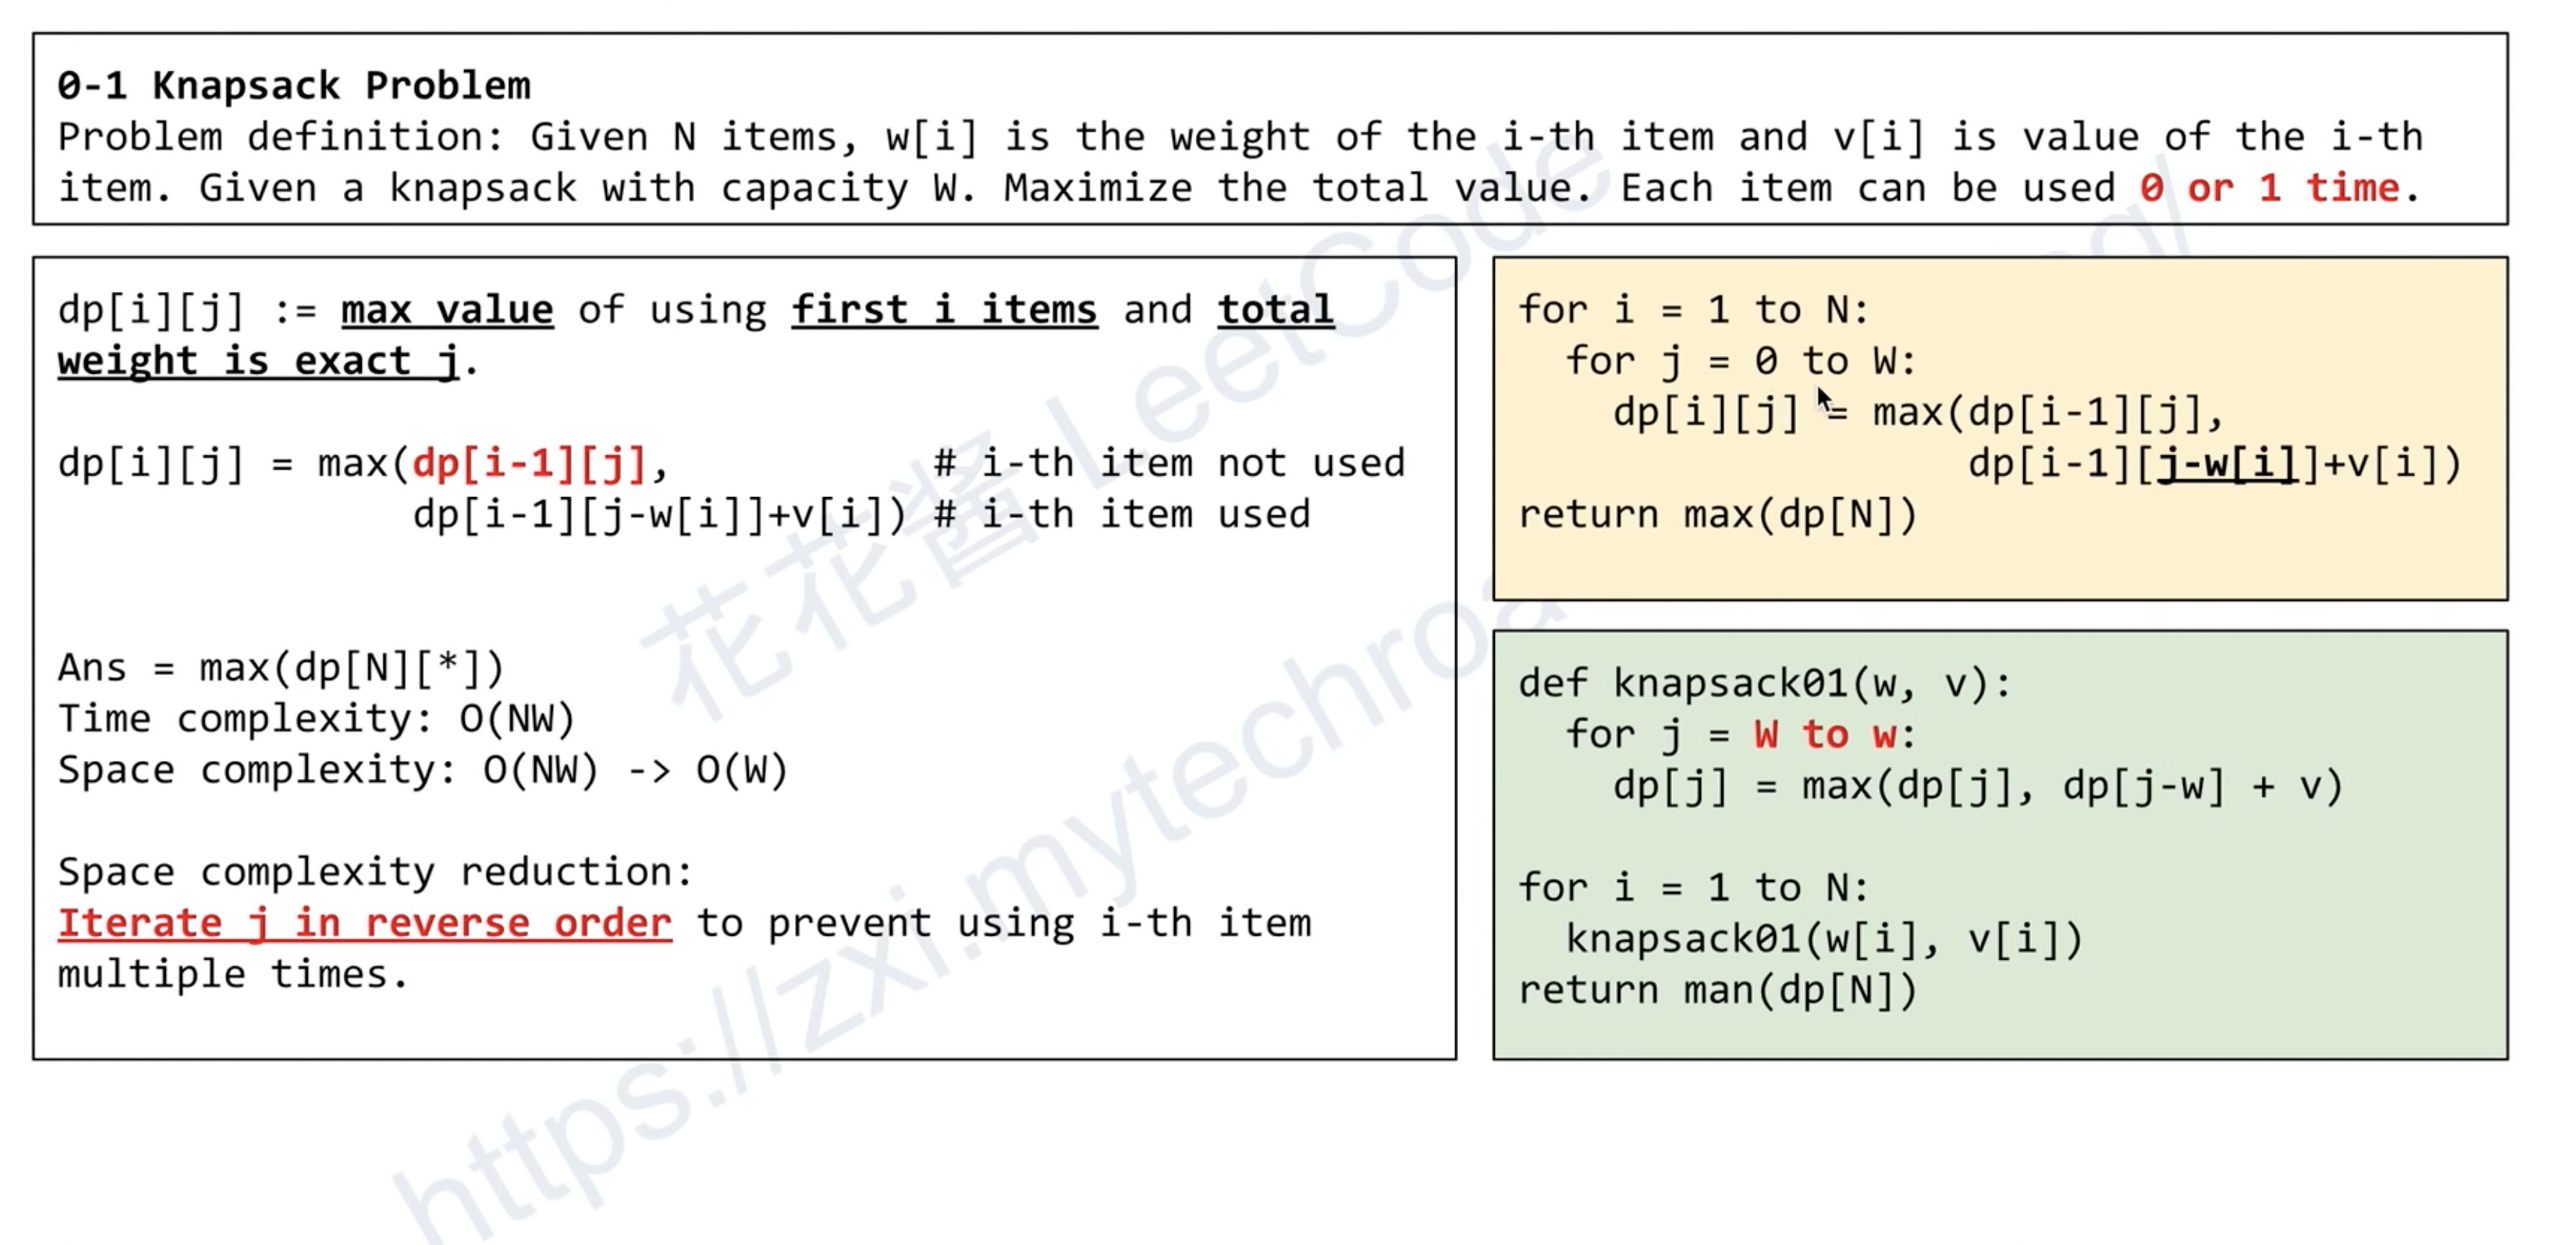 0-1 Knapsack Problem
Problem definition: Given N items, w[i] is the weight of the i-th item and v[i] is value of the i-th
item. Given a knapsack with capacity W. Maximize the total value. Each item can be used 0 or 1 time.
dp[i][j] := max value of using first i items and total
weight is exact j.
dp[i][j] = max(dp[i-1][j],           # i-th item not used
               dp[i-1][j-w[i]]+v[i]) # i-th item used
Ans = max(dp[N][*])
Time complexity: O(NW)
Space complexity: O(NW) -> O(W)
Space complexity reduction:
Iterate j in reverse order to prevent using i-th item
multiple times.
for i = 1 to N:
  for j = 0 to W:
    dp[i][j] = max(dp[i-1][j],
                   dp[i-1][j-w[i]]+v[i])
return max(dp[N])
def knapsack01(w, v):
  for j = W to w:
    dp[j] = max(dp[j], dp[j-w] + v)
for i = 1 to N:
  knapsack01(w[i], v[i])
return man(dp[N])
花花酱 LeetCode
https://zxi.mytechroa